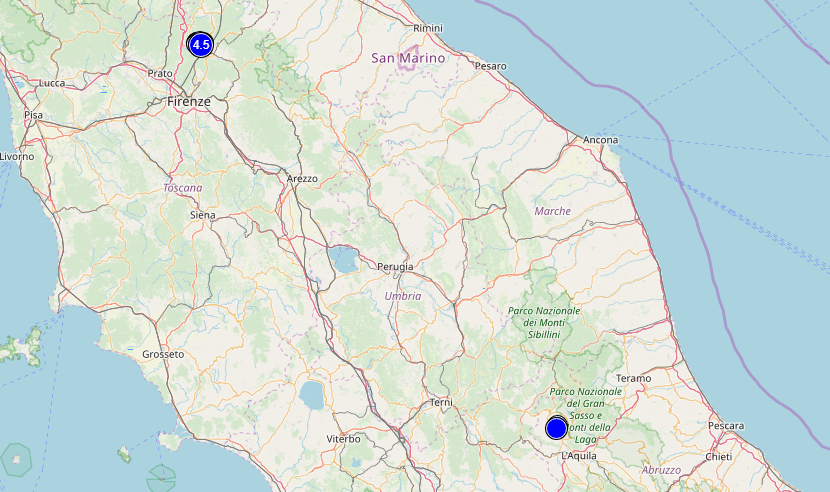 Rimini
4.5
San Marino
Pesaro
Prato
Lucca
Firenze
Pisa
Ancona
Livorno
Arezzo
Toscana
Siena
Marche
Perugia
Umbria
Parco Nazionale
dei Monti
Sibillini
Grosseto
Teramo
Parco Nazionale
del Gran
Sasso e
onti della
Laga
Terni
Pescara
Viterbo
L'Aquila
Chieti
Abruzzo